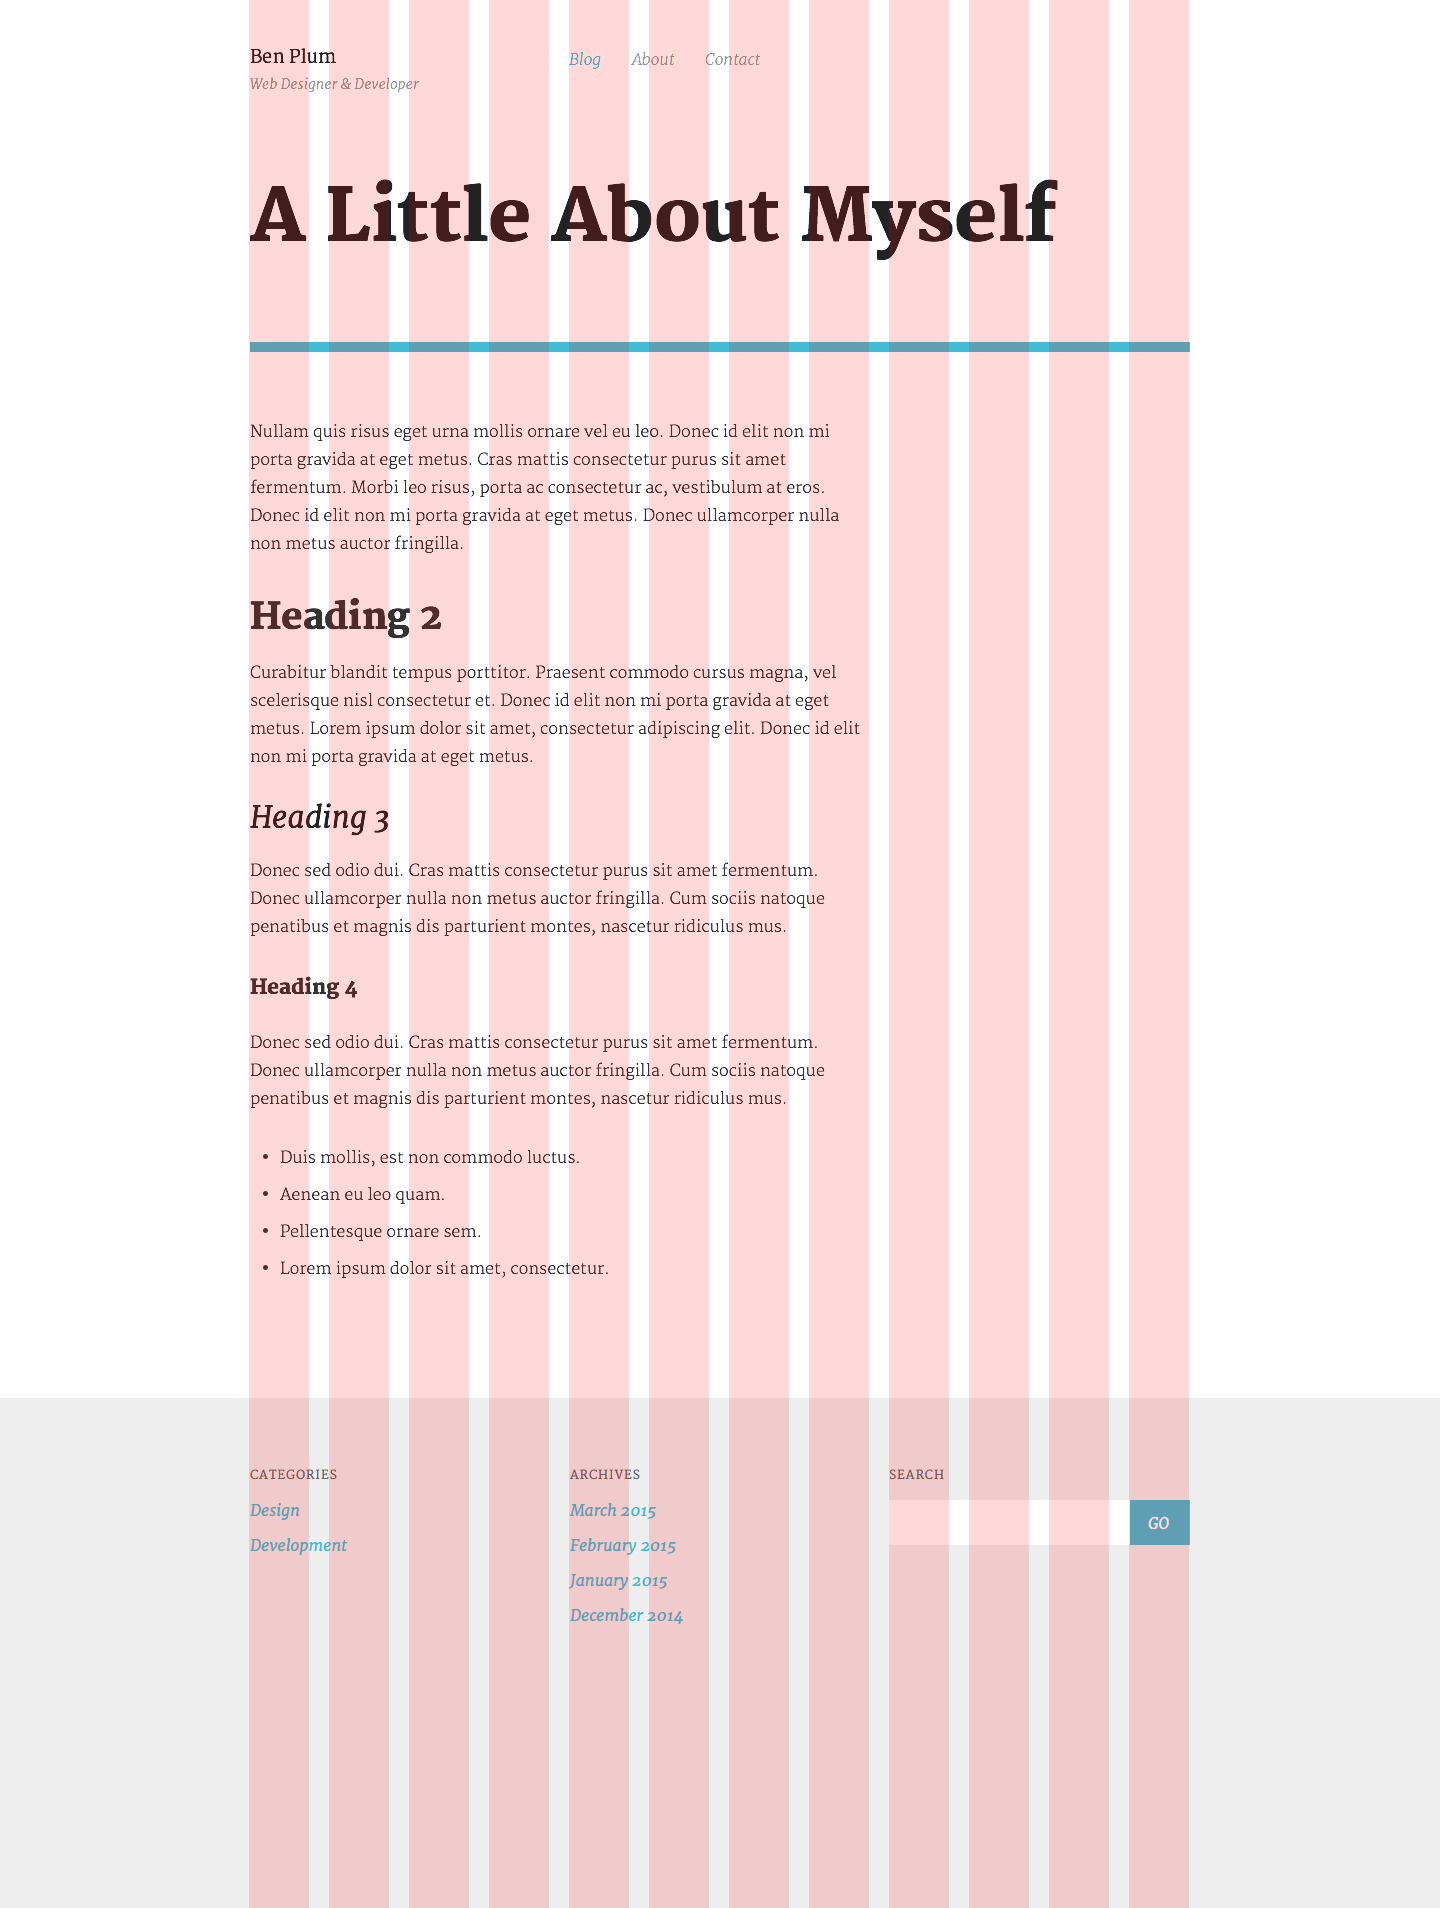 Ben Plum
Web Designer & Developer
Blog About Contact
A Little About Myself
Nullam quis risus eget urna mollis ornare vel eu leo. Donec id elit non mi
porta gravida at eget metus. Cras mattis consectetur purus sit amet
fermentum. Morbi leo risus, porta ac consectetur ac, vestibulum at eros.
Donec id elit non mi porta gravida at eget metus. Donec ullamcorper nulla
non metus auctor fringilla.
Heading 2
Curabitur blandit tempus porttitor. Praesent commodo cursus magna, vel
scelerisque nisl consectetur et. Donec id elit non mi porta gravida at eget
metus. Lorem ipsum dolor sit amet, consectetur adipiscing elit. Donec id elit
non mi porta gravida at eget metus.
Heading 3
Donec sed odio dui. Cras mattis consectetur purus sit amet fermentum.
Donec ullamcorper nulla non metus auctor fringilla. Cum sociis natoque
penatibus et magnis dis parturient montes, nascetur ridiculus mus.
Heading 4
Donec sed odio dui. Cras mattis consectetur purus sit amet fermentum.
Donec ullamcorper nulla non metus auctor fringilla. Cum sociis natoque
penatibus et magnis dis parturient montes, nascetur ridiculus mus.
• Duis mollis, est non commodo luctus.
• Aenean eu leo quam.
• Pellentesque ornare sem.
• Lorem ipsum dolor sit amet, consectetur.
CATEGORIES
Design
Development
ARCHIVES
March 2015
February 2015
January 2015
December 2014
SEARCH
GO